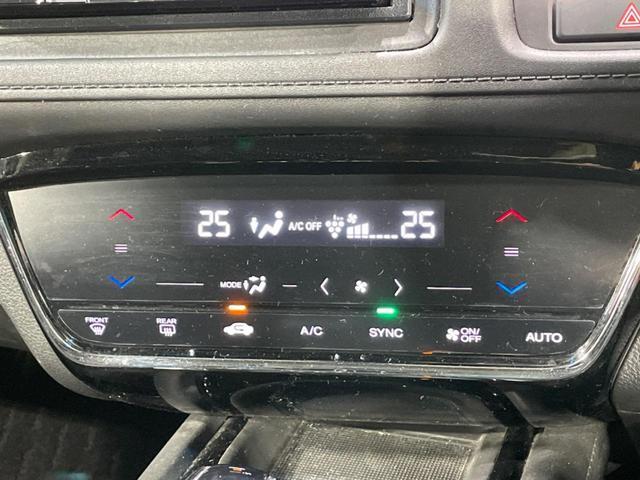 25 A/C OFF 25
MODE
FRONT REAR A/C SYNC ON/OFF AUTO